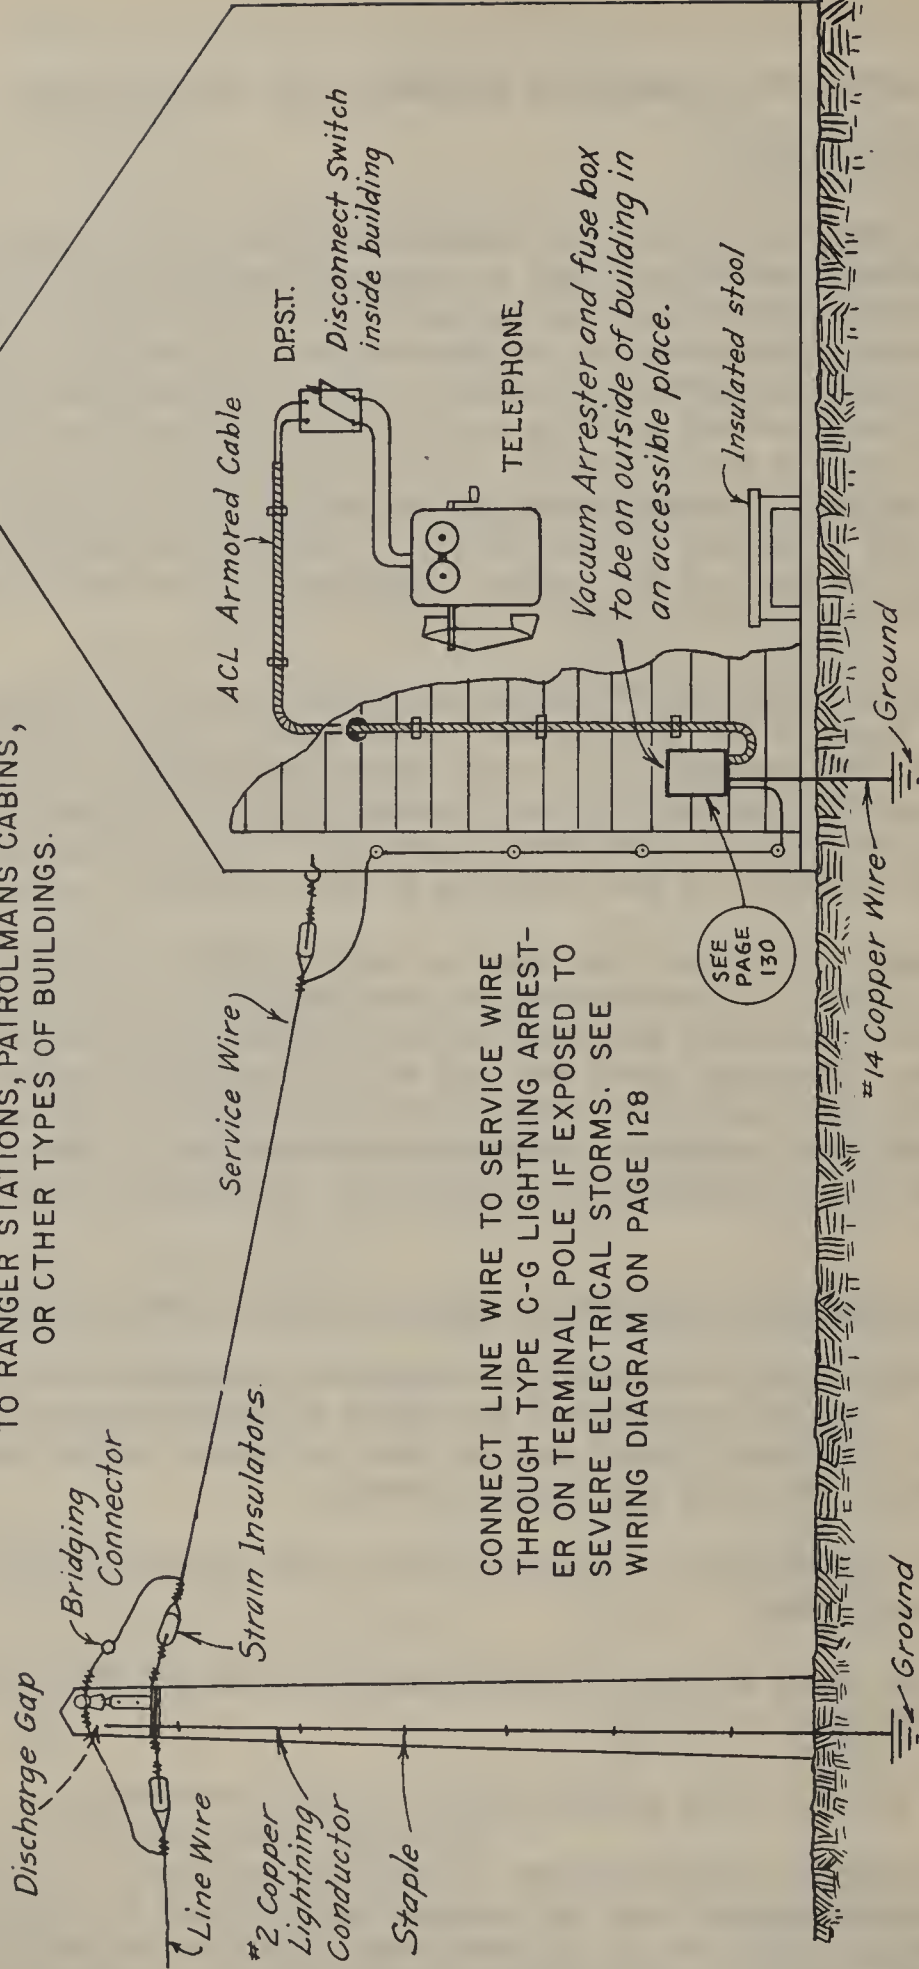 TO RANGER STATIONS, PATROLMANS CABINS,
OR OTHER TYPES OF BUILDINGS.
Discharge Gap
Bridging
Connector
Line Wire
Strain Insulators.
Service Wire
#2 Copper
Lightning
Conductor
Staple
Ground
CONNECT LINE WIRE TO SERVICE WIRE
THROUGH TYPE C-G LIGHTNING ARREST-
ER ON TERMINAL POLE IF EXPOSED TO
SEVERE ELECTRICAL STORMS. SEE
WIRING DIAGRAM ON PAGE 128
SEE
PAGE
130
#14 Copper Wire
Ground
ACL Armored Cable
D.P.S.T.
Disconnect Switch
inside building
TELEPHONE.
Vacuum Arrester and fuse box
to be on outside of building in
an accessible place.
Insulated stool